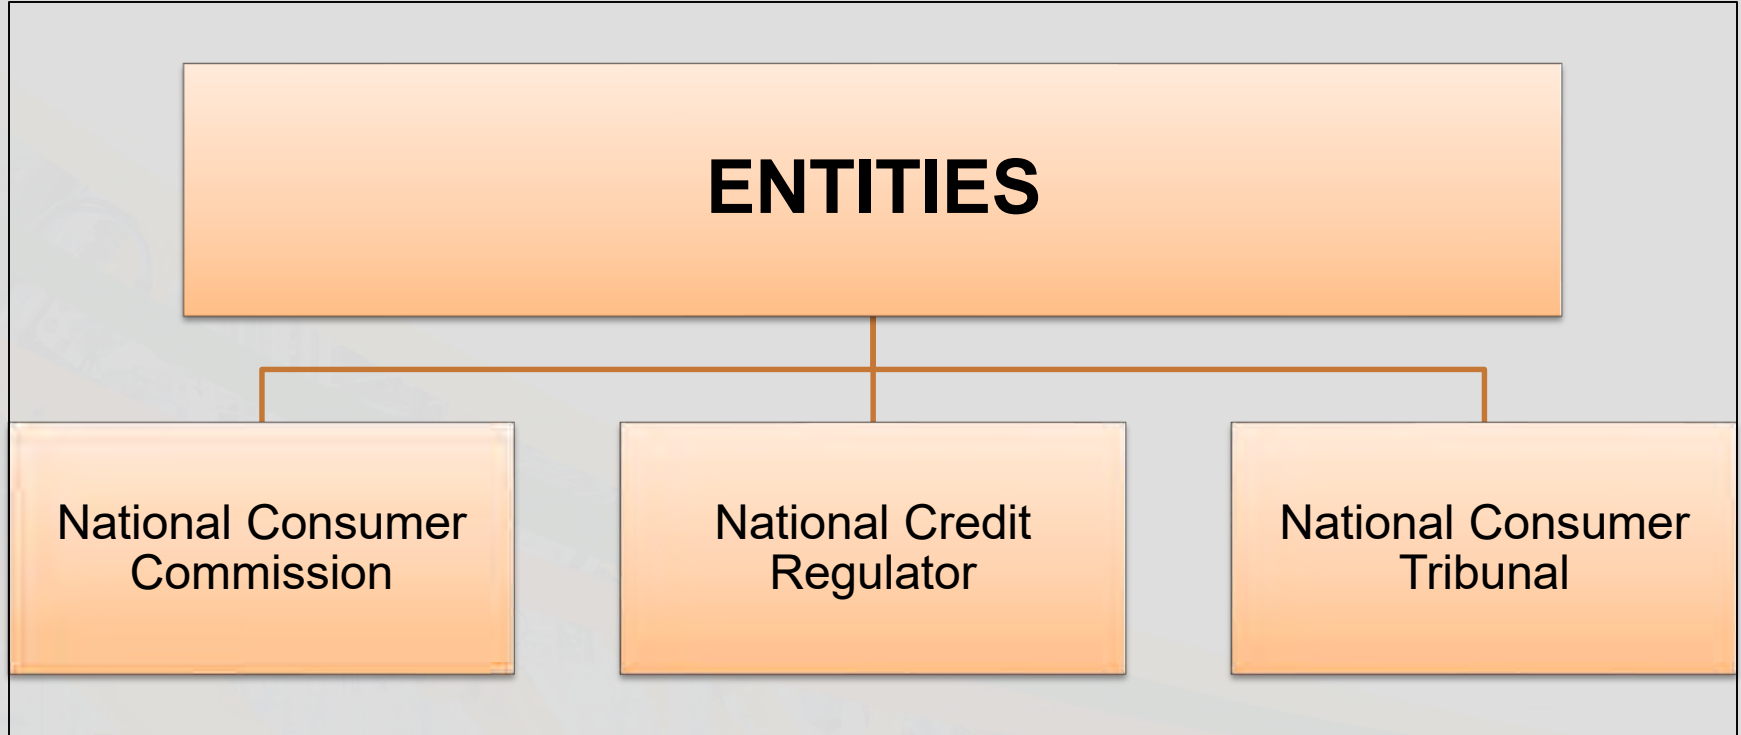 ENTITIES
National Consumer
Commission
National Credit
Regulator
National Consumer
Tribunal